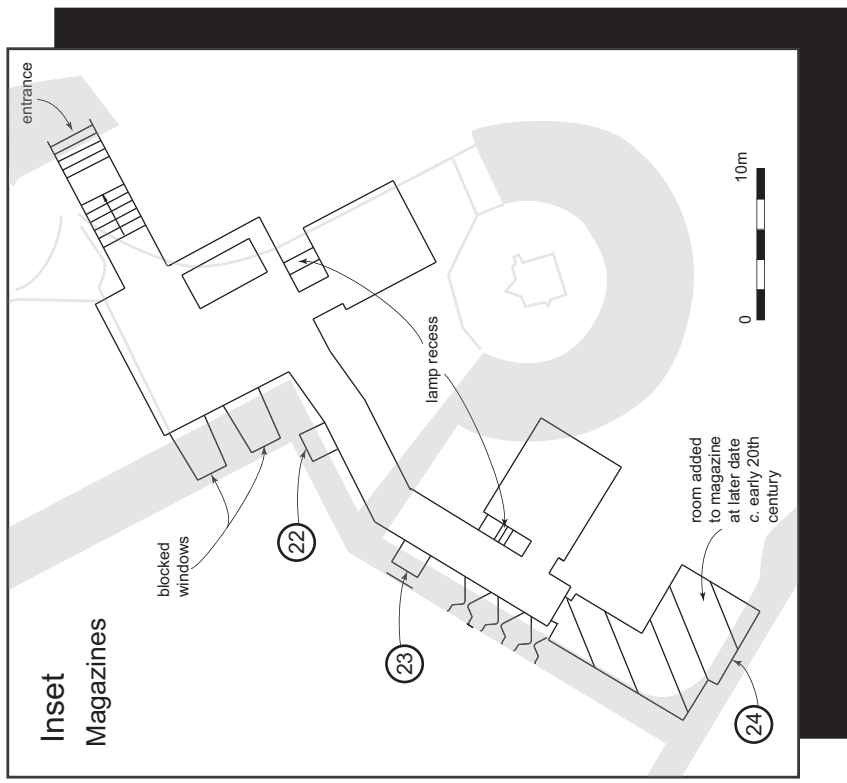 Inset
Magazines
entrance
blocked
windows
22
23
24
lamp recess
room added
to magazine
at later date
c. early 20th
century
0
10m